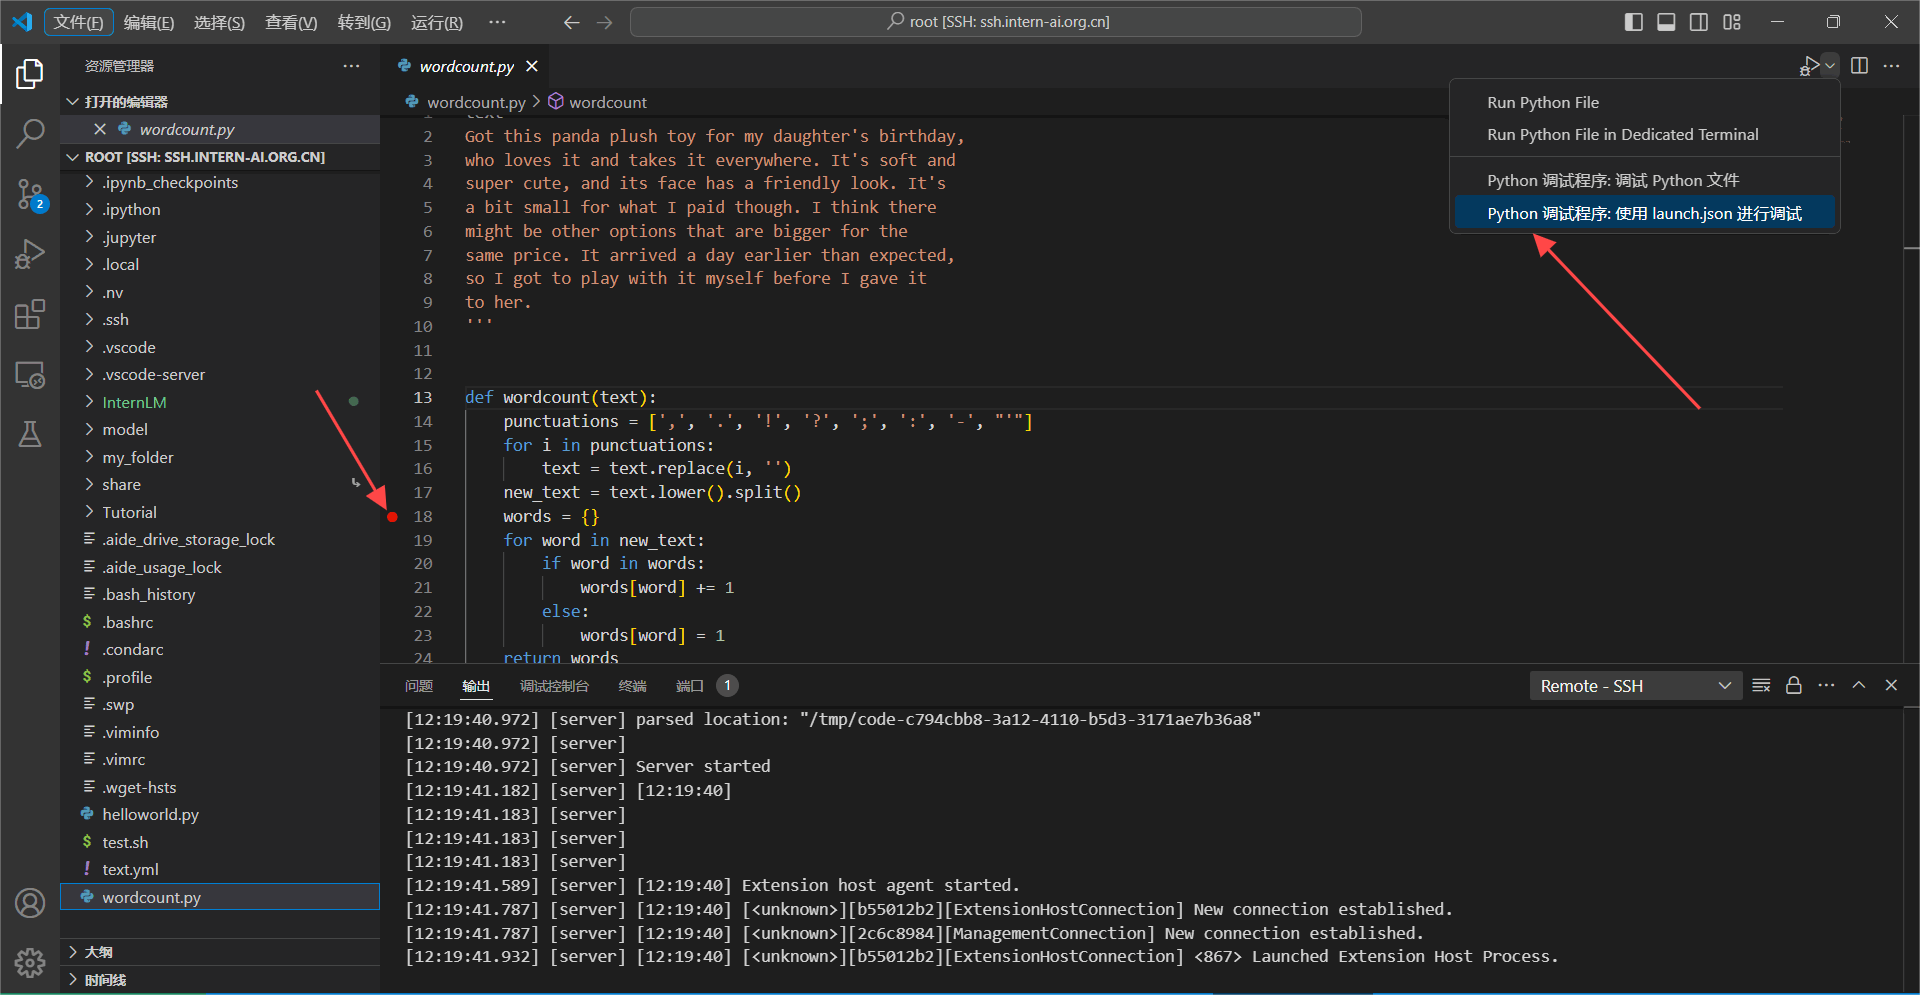 文件(F) 编辑(E) 选择(S) 查看(V) 转到(G) 运行(R) ···
root [SSH: ssh.intern-ai.org.cn]
资源管理器 ···
打开的编辑器
wordcount.py
ROOT [SSH: SSH.INTERN-AI.ORG.CN]
.ipynb_checkpoints
.ipython
.jupyter
.local
.nv
.ssh
.vscode
.vscode-server
InternLM
model
my_folder
share
Tutorial
.aide_drive_storage_lock
.aide_usage_lock
.bash_history
$ .bashrc
! .condarc
$ .profile
.swp
.viminfo
.vimrc
.wget-hsts
helloworld.py
$ test.sh
! text.yml
wordcount.py
大纲
时间线
2
wordcount.py
wordcount.py > wordcount
2 Got this panda plush toy for my daughter's birthday,
3 who loves it and takes it everywhere. It's soft and
4 super cute, and its face has a friendly look. It's
5 a bit small for what I paid though. I think there
6 might be other options that are bigger for the
7 same price. It arrived a day earlier than expected,
8 so I got to play with it myself before I gave it
9 to her.
10 '''
11
12
13 def wordcount(text):
14 punctuations = [',', '.', '!', '?', ';', ':', '-', "'"]
15 for i in punctuations:
16 text = text.replace(i, '')
17 new_text = text.lower().split()
18 words = {}
19 for word in new_text:
20 if word in words:
21 words[word] += 1
22 else:
23 words[word] = 1
24 return words
Run Python File
Run Python File in Dedicated Terminal
Python 调试程序: 调试 Python 文件
Python 调试程序: 使用 launch.json 进行调试
问题 输出 调试控制台 终端 端口 1
Remote - SSH
[12:19:40.972] [server] parsed location: "/tmp/code-c794cbb8-3a12-4110-b5d3-3171ae7b36a8"
[12:19:40.972] [server]
[12:19:40.972] [server] Server started
[12:19:41.182] [server] [12:19:40]
[12:19:41.183] [server]
[12:19:41.183] [server]
[12:19:41.183] [server]
[12:19:41.589] [server] [12:19:40] Extension host agent started.
[12:19:41.787] [server] [12:19:40] [<unknown>][b55012b2][ExtensionHostConnection] New connection established.
[12:19:41.787] [server] [12:19:40] [<unknown>][2c6c8984][ManagementConnection] New connection established.
[12:19:41.932] [server] [12:19:40] [<unknown>][b55012b2][ExtensionHostConnection] <867> Launched Extension Host Process.